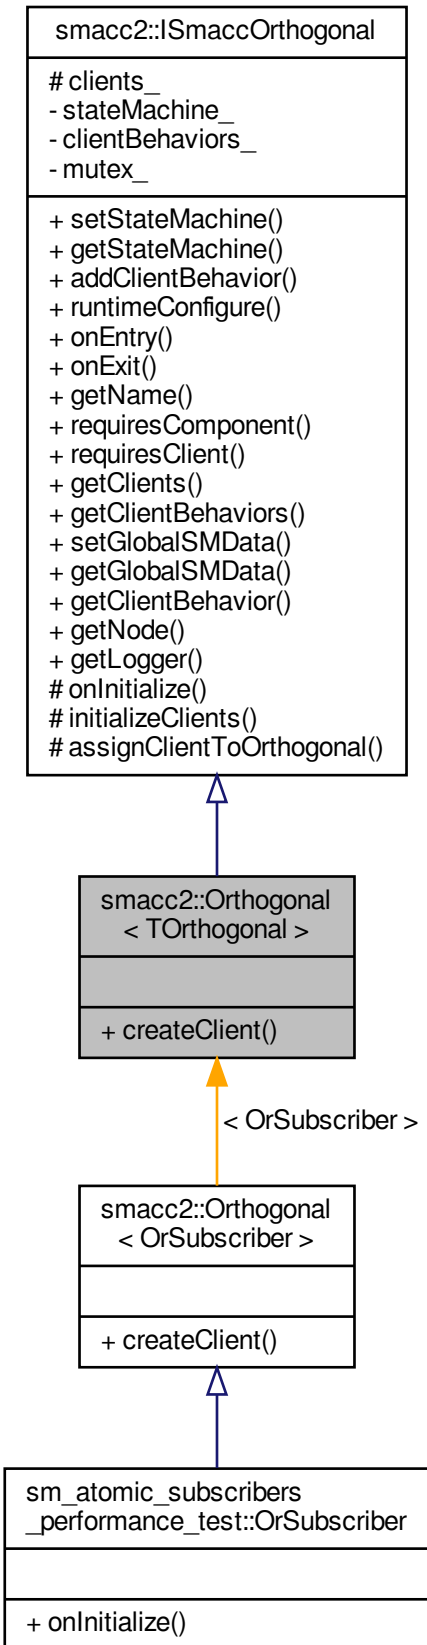 smacc2::ISmaccOrthogonal
# clients_
- stateMachine_
- clientBehaviors_
- mutex_
+ setStateMachine()
+ getStateMachine()
+ addClientBehavior()
+ runtimeConfigure()
+ onEntry()
+ onExit()
+ getName()
+ requiresComponent()
+ requiresClient()
+ getClients()
+ getClientBehaviors()
+ setGlobalSMData()
+ getGlobalSMData()
+ getClientBehavior()
+ getNode()
+ getLogger()
# onInitialize()
# initializeClients()
# assignClientToOrthogonal()
smacc2::Orthogonal
< TOrthogonal >
+ createClient()
< OrSubscriber >
smacc2::Orthogonal
< OrSubscriber >
+ createClient()
sm_atomic_subscribers
_performance_test::OrSubscriber
+ onInitialize()